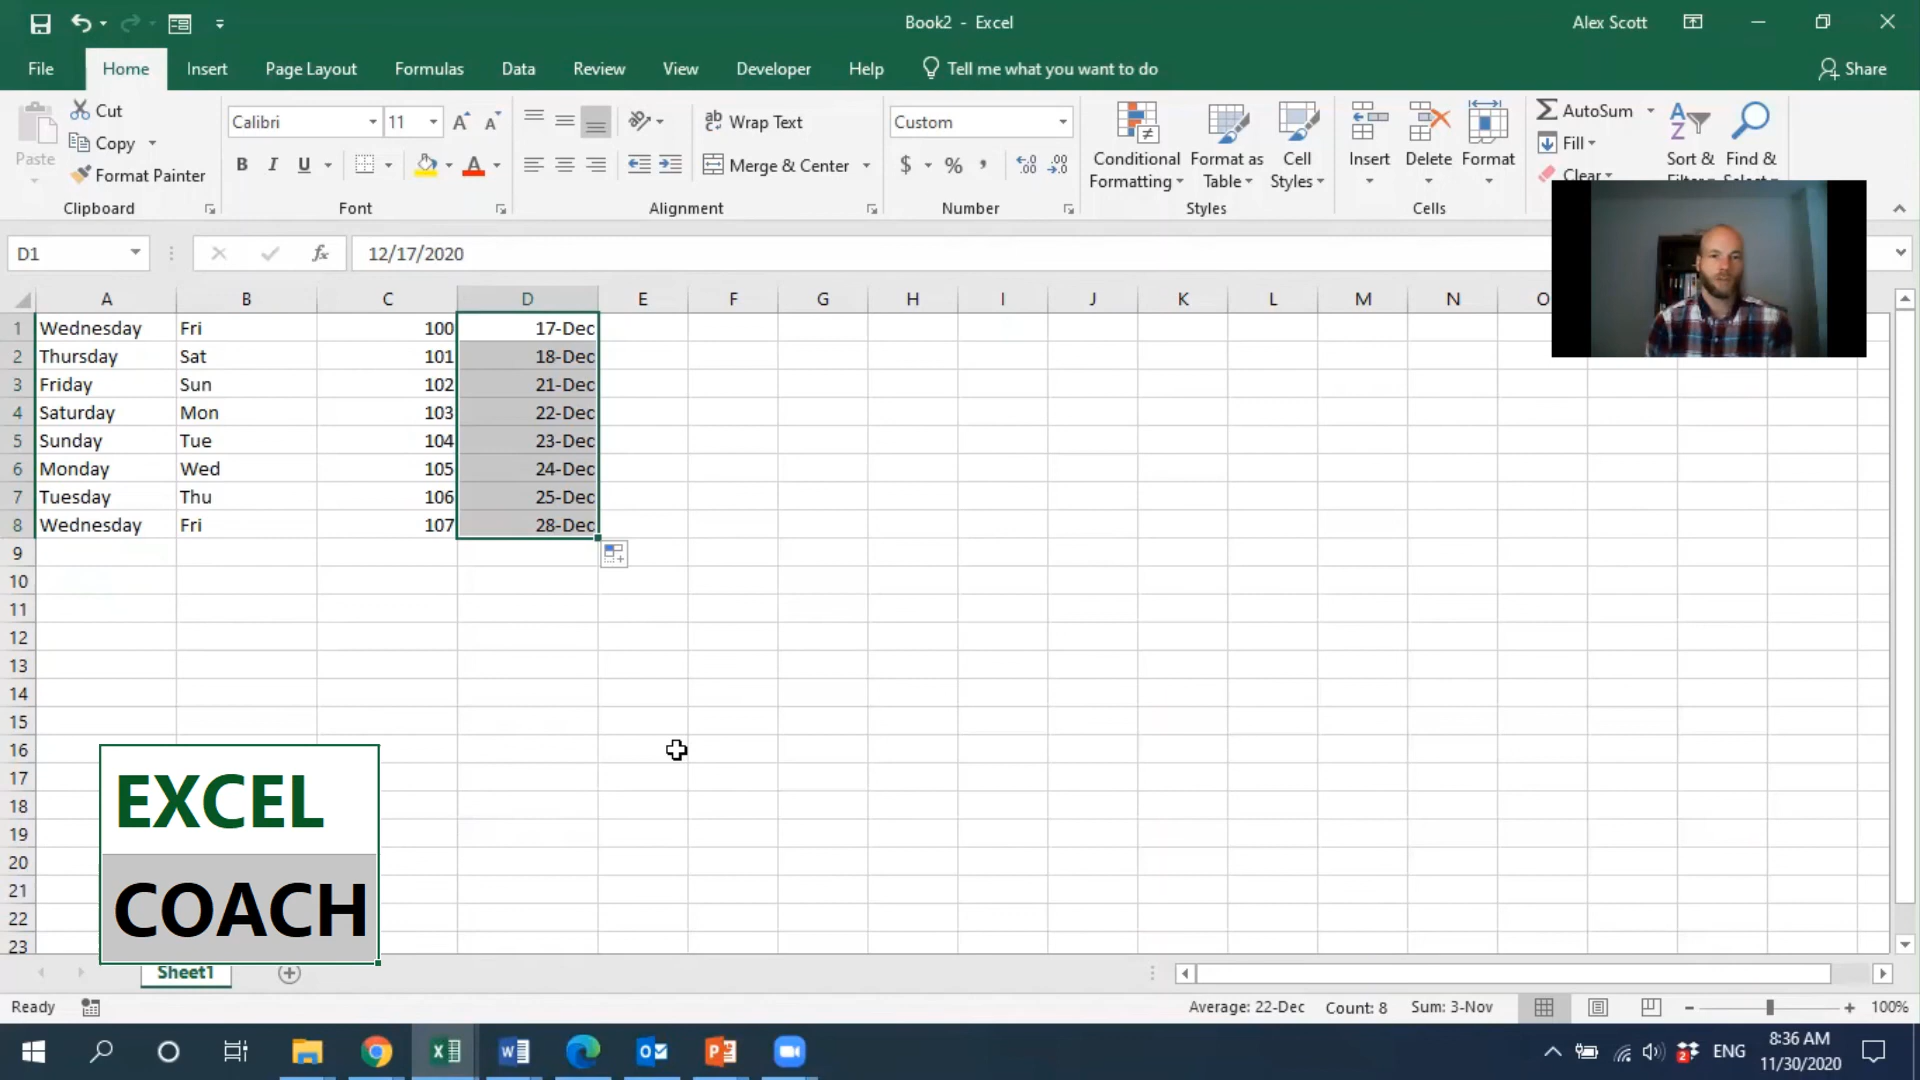 Book2 - Excel
Alex Scott
File Home Insert Page Layout Formulas Data Review View Developer Help Tell me what you want to do Share
Paste
Cut
Copy
Format Painter
Clipboard
Calibri 11
B I U
Font
Wrap Text
Merge & Center
Alignment
Custom
$ % ,
Number
Conditional Formatting
Format as Table
Cell Styles
Styles
Insert Delete Format
Cells
AutoSum
Fill
Clear
Sort &
Find &
D1 fx 12/17/2020
A B C D E F G H I J K L M N O
1 Wednesday Fri 100 17-Dec
2 Thursday Sat 101 18-Dec
3 Friday Sun 102 21-Dec
4 Saturday Mon 103 22-Dec
5 Sunday Tue 104 23-Dec
6 Monday Wed 105 24-Dec
7 Tuesday Thu 106 25-Dec
8 Wednesday Fri 107 28-Dec
9
10
11
12
13
14
15
16
17
18
19
20
21
22
23
EXCEL
COACH
Sheet1
Ready Average: 22-Dec Count: 8 Sum: 3-Nov 100%
ENG 8:36 AM
11/30/2020